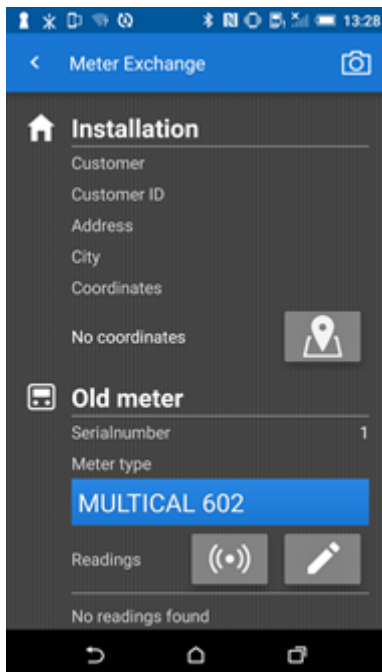 13:28
Meter Exchange
Installation
Customer
Customer ID
Address
City
Coordinates
No coordinates
Old meter
Serialnumber 1
Meter type
MULTICAL 602
Readings
No readings found